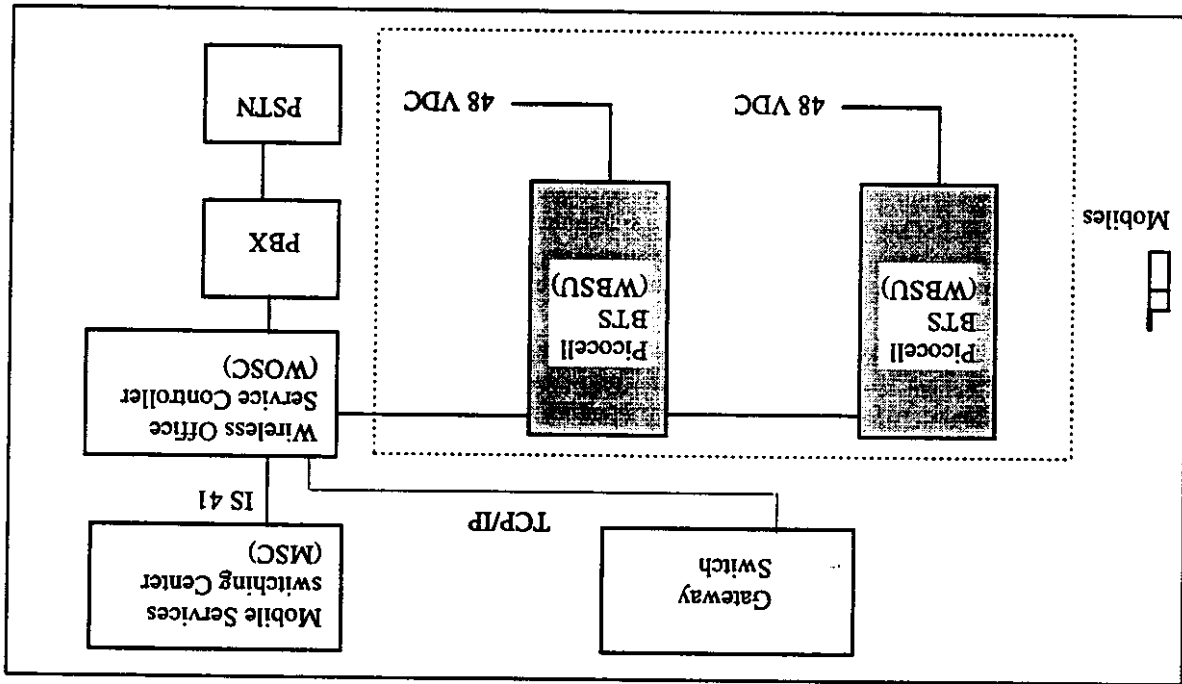 Gateway
Switch
Mobile Services
switching Center
(MSC)
TCP/IP
IS 41
Mobiles
Picocell
BTS
(WBSU)
Picocell
BTS
(WBSU)
Wireless Office
Service Controller
(WOSC)
PBX
48 VDC
48 VDC
PSTN